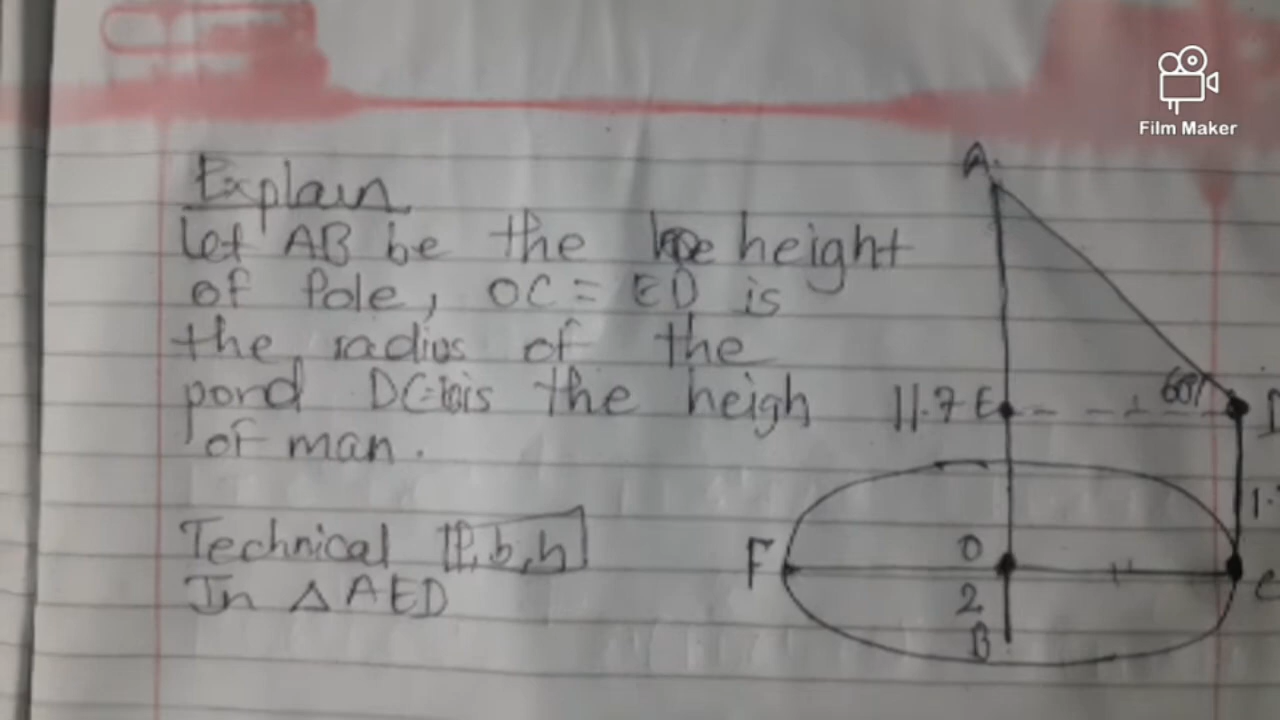 Film Maker
Explain
Let AB be the height
of Pole, OC = ED is
the radius of the
pond DC is the heigh
of man.
Technical [P, b, h]
In △AED
A
11.7 E
60°
D
1.
F
O
C
2
B